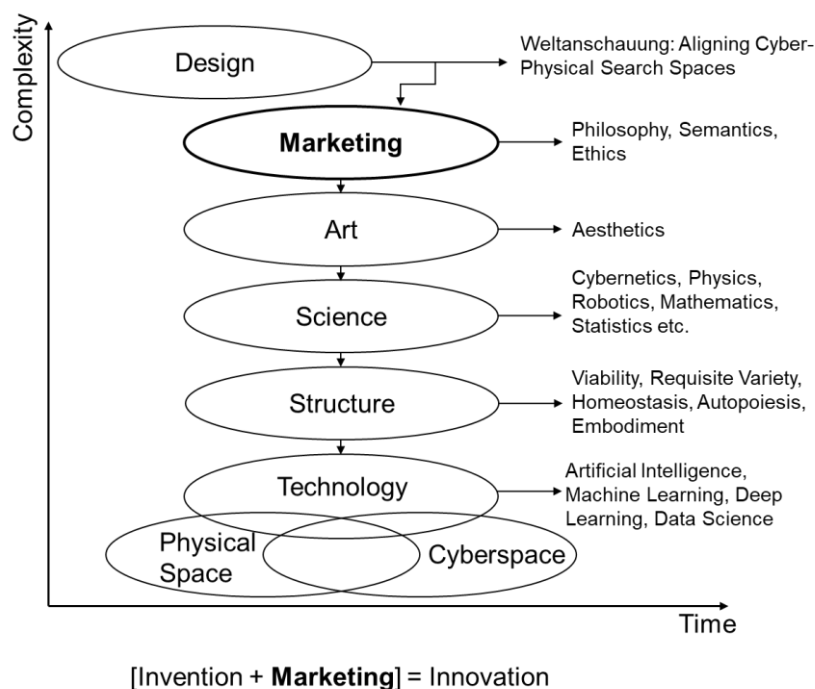 Complexity
Design
Weltanschauung: Aligning Cyber-
Physical Search Spaces
Marketing
Philosophy, Semantics,
Ethics
Art
Aesthetics
Science
Cybernetics, Physics,
Robotics, Mathematics,
Statistics etc.
Structure
Viability, Requisite Variety,
Homeostasis, Autopoiesis,
Embodiment
Technology
Artificial Intelligence,
Machine Learning, Deep
Learning, Data Science
Physical
Space
Cyberspace
Time
[Invention + Marketing] = Innovation